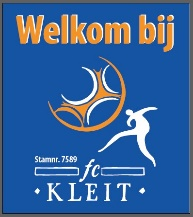 Welkom bij
Stamnr. 7589
fc
• KLEIT •